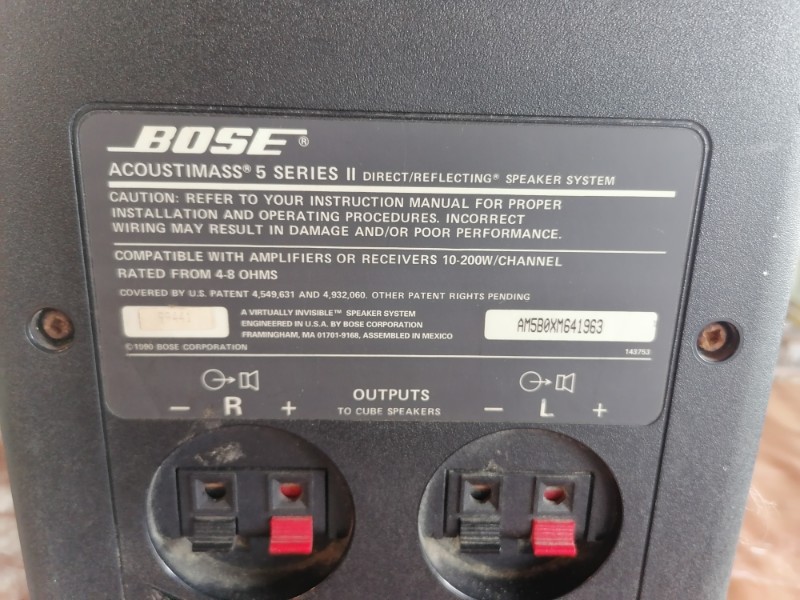 BOSE®
ACOUSTIMASS® 5 SERIES II DIRECT/REFLECTING® SPEAKER SYSTEM
CAUTION: REFER TO YOUR INSTRUCTION MANUAL FOR PROPER
INSTALLATION AND OPERATING PROCEDURES. INCORRECT
WIRING MAY RESULT IN DAMAGE AND/OR POOR PERFORMANCE.
COMPATIBLE WITH AMPLIFIERS OR RECEIVERS 10-200W/CHANNEL
RATED FROM 4-8 OHMS
COVERED BY U.S. PATENT 4,549,631 AND 4,932,060. OTHER PATENT RIGHTS PENDING
A VIRTUALLY INVISIBLE™ SPEAKER SYSTEM
ENGINEERED IN U.S.A. BY BOSE CORPORATION
FRAMINGHAM, MA 01701-9168, ASSEMBLED IN MEXICO
AM5B0XM641963
©1990 BOSE CORPORATION
143753
− R +
OUTPUTS
TO CUBE SPEAKERS
− L +